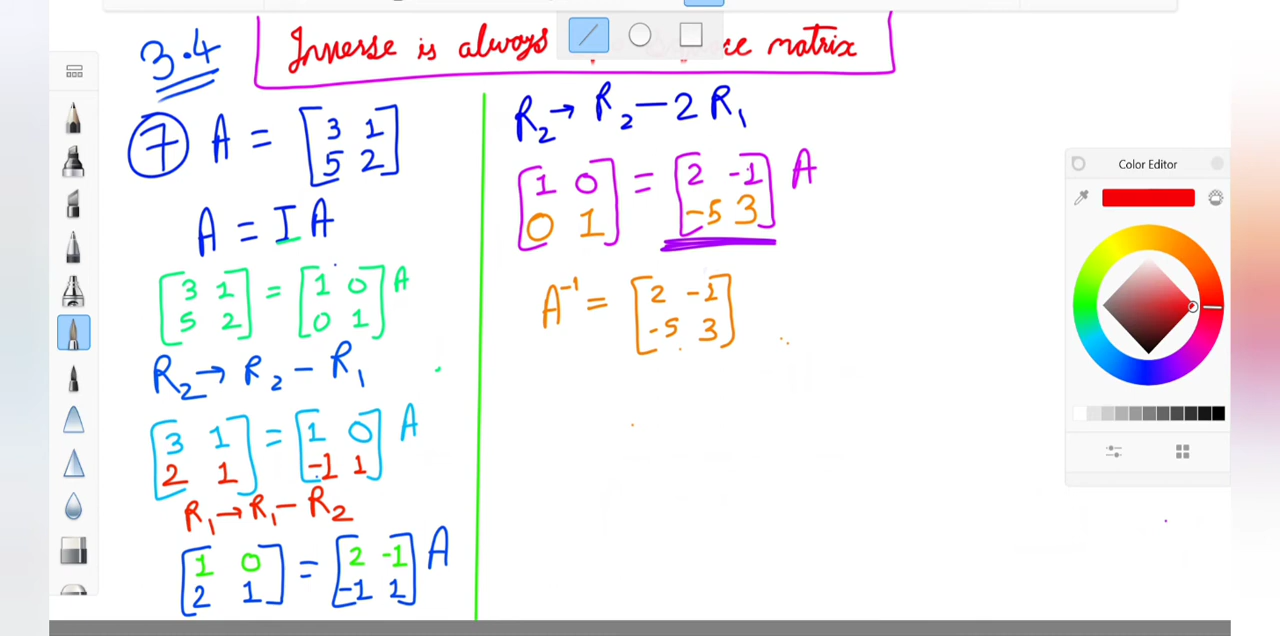 3.4
Inverse is always matrix
7 A = [3 1
5 2]
A = I A
[3 1
5 2] = [1 0
0 1] A
R₂ → R₂ − R₁
[3 1
2 1] = [1 0
-1 1] A
R₁ → R₁ − R₂
[1 0
2 1] = [2 -1
-1 1] A
R₂ → R₂ − 2 R₁
[1 0
0 1] = [2 -1
-5 3] A
A⁻¹ = [2 -1
-5 3]
Color Editor